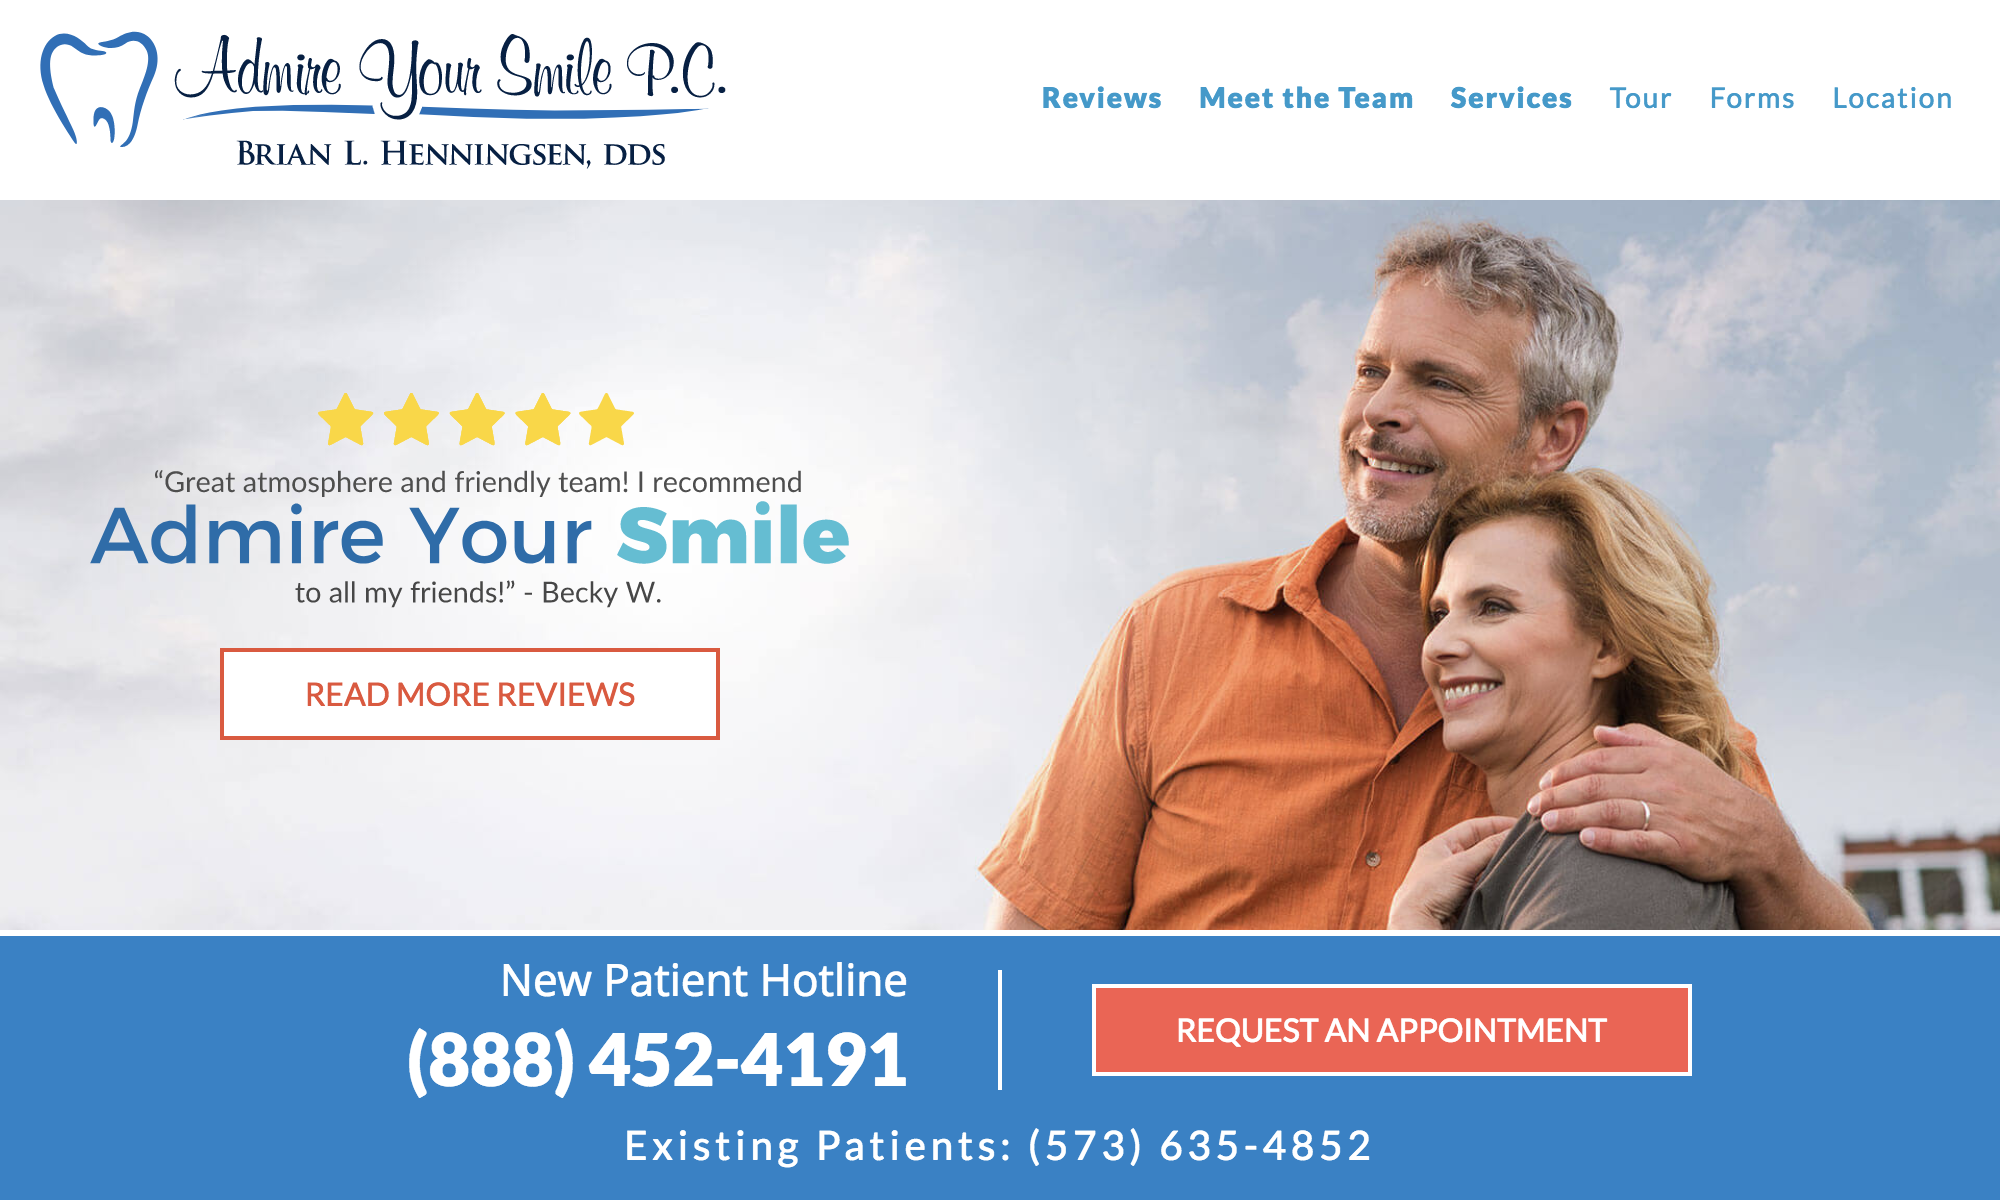 Admire Your Smile P.C.
BRIAN L. HENNINGSEN, DDS
Reviews Meet the Team Services Tour Forms Location
“Great atmosphere and friendly team! I recommend
Admire Your Smile
to all my friends!” - Becky W.
READ MORE REVIEWS
New Patient Hotline
(888) 452-4191
REQUEST AN APPOINTMENT
Existing Patients: (573) 635-4852